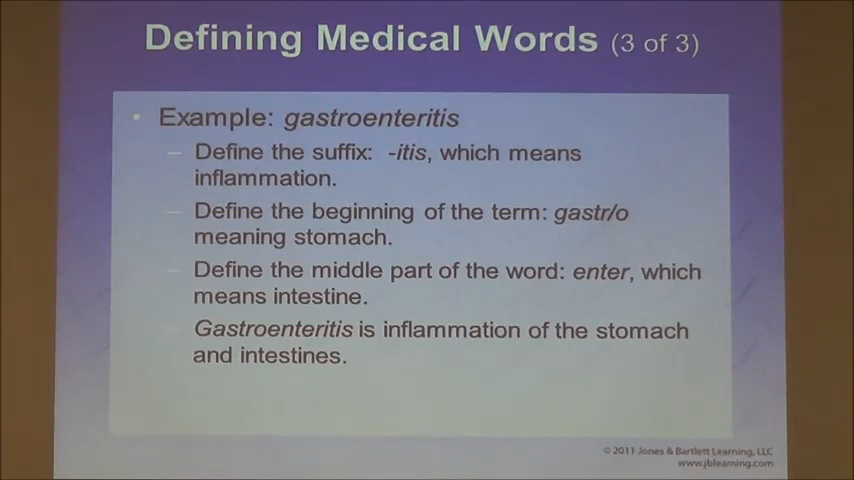 Defining Medical Words (3 of 3)
• Example: gastroenteritis
– Define the suffix: -itis, which means
inflammation.
– Define the beginning of the term: gastr/o
meaning stomach.
– Define the middle part of the word: enter, which
means intestine.
– Gastroenteritis is inflammation of the stomach
and intestines.
© 2011 Jones & Bartlett Learning, LLC
www.jblearning.com